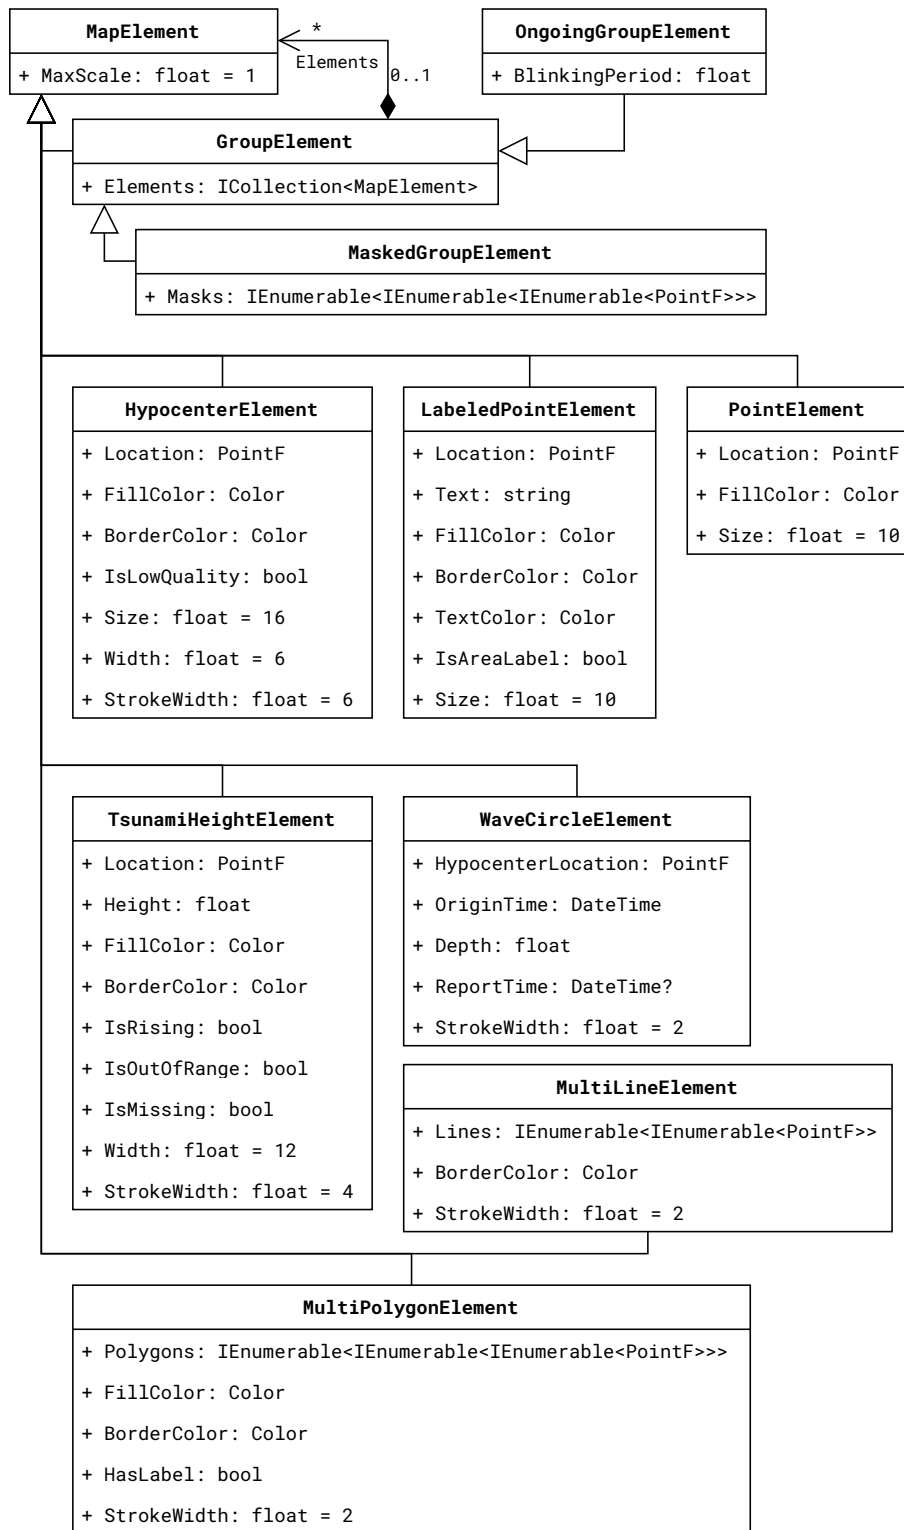 MapElement
+ MaxScale: float = 1
*
Elements
0..1
OngoingGroupElement
+ BlinkingPeriod: float
GroupElement
+ Elements: ICollection<MapElement>
MaskedGroupElement
+ Masks: IEnumerable<IEnumerable<IEnumerable<PointF>>>
HypocenterElement
+ Location: PointF
+ FillColor: Color
+ BorderColor: Color
+ IsLowQuality: bool
+ Size: float = 16
+ Width: float = 6
+ StrokeWidth: float = 6
LabeledPointElement
+ Location: PointF
+ Text: string
+ FillColor: Color
+ BorderColor: Color
+ TextColor: Color
+ IsAreaLabel: bool
+ Size: float = 10
PointElement
+ Location: PointF
+ FillColor: Color
+ Size: float = 10
TsunamiHeightElement
+ Location: PointF
+ Height: float
+ FillColor: Color
+ BorderColor: Color
+ IsRising: bool
+ IsOutOfRange: bool
+ IsMissing: bool
+ Width: float = 12
+ StrokeWidth: float = 4
WaveCircleElement
+ HypocenterLocation: PointF
+ OriginTime: DateTime
+ Depth: float
+ ReportTime: DateTime?
+ StrokeWidth: float = 2
MultiLineElement
+ Lines: IEnumerable<IEnumerable<PointF>>
+ BorderColor: Color
+ StrokeWidth: float = 2
MultiPolygonElement
+ Polygons: IEnumerable<IEnumerable<IEnumerable<PointF>>>
+ FillColor: Color
+ BorderColor: Color
+ HasLabel: bool
+ StrokeWidth: float = 2